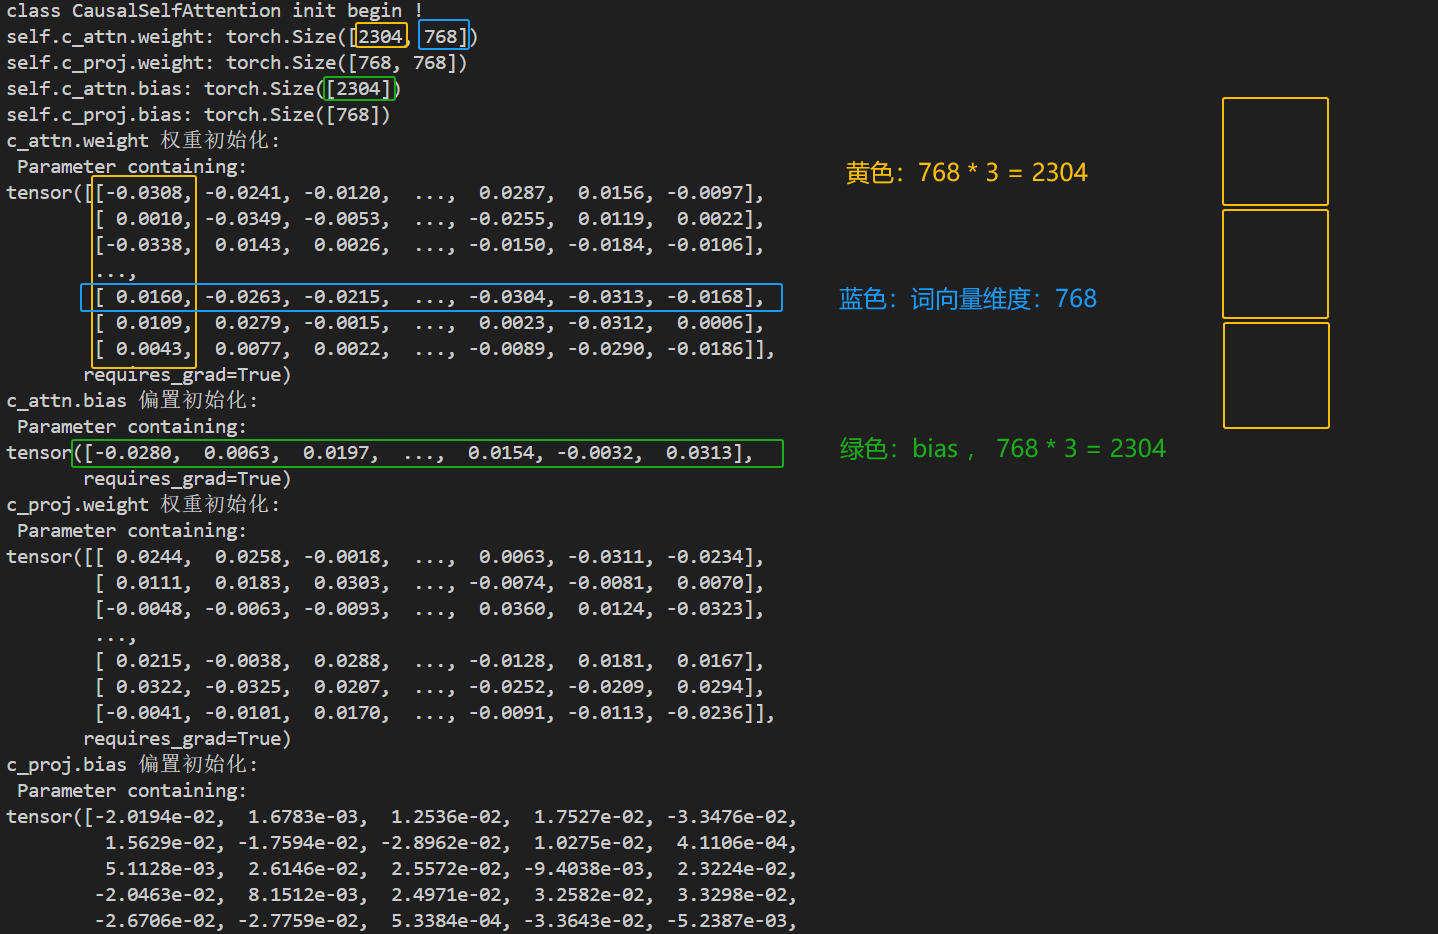 class CausalSelfAttention init begin !
self.c_attn.weight: torch.Size([2304, 768])
self.c_proj.weight: torch.Size([768, 768])
self.c_attn.bias: torch.Size([2304])
self.c_proj.bias: torch.Size([768])
c_attn.weight 权重初始化:
Parameter containing:
tensor([[-0.0308, -0.0241, -0.0120, ..., 0.0287, 0.0156, -0.0097],
[ 0.0010, -0.0349, -0.0053, ..., -0.0255, 0.0119, 0.0022],
[-0.0338, 0.0143, 0.0026, ..., -0.0150, -0.0184, -0.0106],
...,
[ 0.0160, -0.0263, -0.0215, ..., -0.0304, -0.0313, -0.0168],
[ 0.0109, 0.0279, -0.0015, ..., 0.0023, -0.0312, 0.0006],
[ 0.0043, 0.0077, 0.0022, ..., -0.0089, -0.0290, -0.0186]],
requires_grad=True)
c_attn.bias 偏置初始化:
Parameter containing:
tensor([-0.0280, 0.0063, 0.0197, ..., 0.0154, -0.0032, 0.0313],
requires_grad=True)
c_proj.weight 权重初始化:
Parameter containing:
tensor([[ 0.0244, 0.0258, -0.0018, ..., 0.0063, -0.0311, -0.0234],
[ 0.0111, 0.0183, 0.0303, ..., -0.0074, -0.0081, 0.0070],
[-0.0048, -0.0063, -0.0093, ..., 0.0360, 0.0124, -0.0323],
...,
[ 0.0215, -0.0038, 0.0288, ..., -0.0128, 0.0181, 0.0167],
[ 0.0322, -0.0325, 0.0207, ..., -0.0252, -0.0209, 0.0294],
[-0.0041, -0.0101, 0.0170, ..., -0.0091, -0.0113, -0.0236]],
requires_grad=True)
c_proj.bias 偏置初始化:
Parameter containing:
tensor([-2.0194e-02, 1.6783e-03, 1.2536e-02, 1.7527e-02, -3.3476e-02,
1.5629e-02, -1.7594e-02, -2.8962e-02, 1.0275e-02, 4.1106e-04,
5.1128e-03, 2.6146e-02, 2.5572e-02, -9.4038e-03, 2.3224e-02,
-2.0463e-02, 8.1512e-03, 2.4971e-02, 3.2582e-02, 3.3298e-02,
-2.6706e-02, -2.7759e-02, 5.3384e-04, -3.3643e-02, -5.2387e-03,
黄色：768 * 3 = 2304
蓝色：词向量维度：768
绿色：bias ， 768 * 3 = 2304